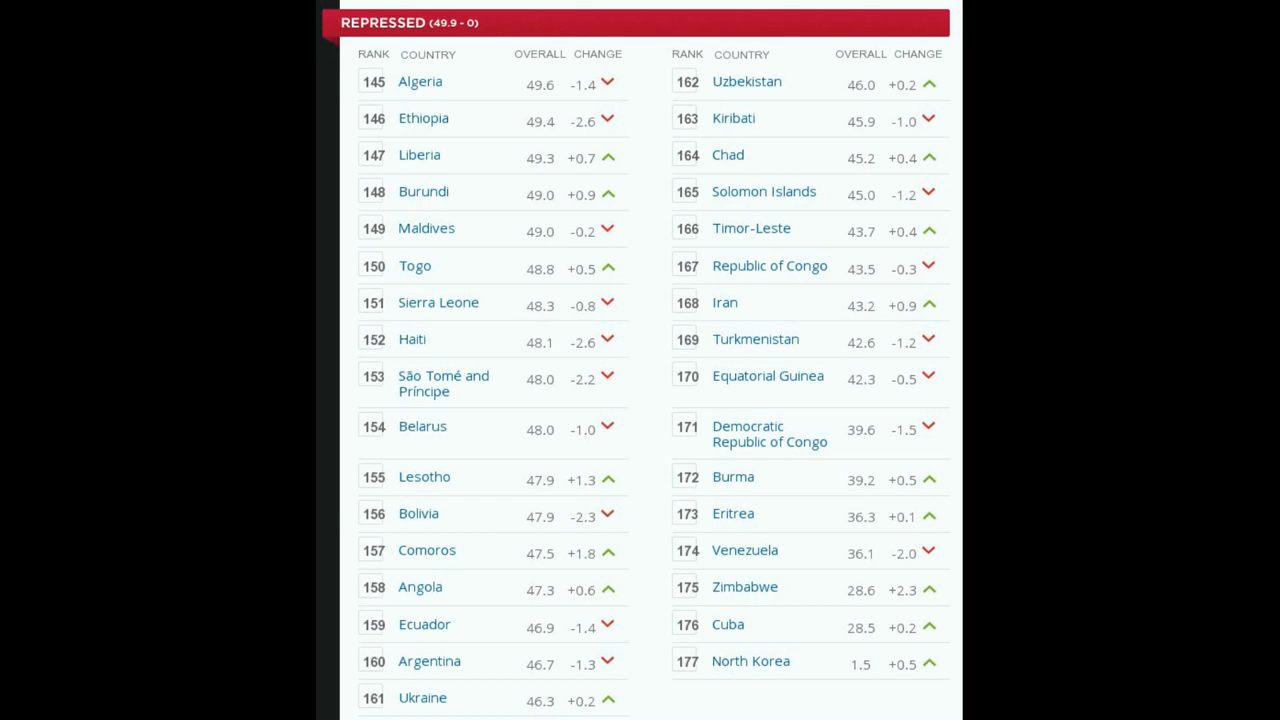 REPRESSED (49.9 - 0)
RANK COUNTRY OVERALL CHANGE
145 Algeria 49.6 -1.4
146 Ethiopia 49.4 -2.6
147 Liberia 49.3 +0.7
148 Burundi 49.0 +0.9
149 Maldives 49.0 -0.2
150 Togo 48.8 +0.5
151 Sierra Leone 48.3 -0.8
152 Haiti 48.1 -2.6
153 São Tomé and 48.0 -2.2
Príncipe
154 Belarus 48.0 -1.0
155 Lesotho 47.9 +1.3
156 Bolivia 47.9 -2.3
157 Comoros 47.5 +1.8
158 Angola 47.3 +0.6
159 Ecuador 46.9 -1.4
160 Argentina 46.7 -1.3
161 Ukraine 46.3 +0.2
RANK COUNTRY OVERALL CHANGE
162 Uzbekistan 46.0 +0.2
163 Kiribati 45.9 -1.0
164 Chad 45.2 +0.4
165 Solomon Islands 45.0 -1.2
166 Timor-Leste 43.7 +0.4
167 Republic of Congo 43.5 -0.3
168 Iran 43.2 +0.9
169 Turkmenistan 42.6 -1.2
170 Equatorial Guinea 42.3 -0.5
171 Democratic 39.6 -1.5
Republic of Congo
172 Burma 39.2 +0.5
173 Eritrea 36.3 +0.1
174 Venezuela 36.1 -2.0
175 Zimbabwe 28.6 +2.3
176 Cuba 28.5 +0.2
177 North Korea 1.5 +0.5